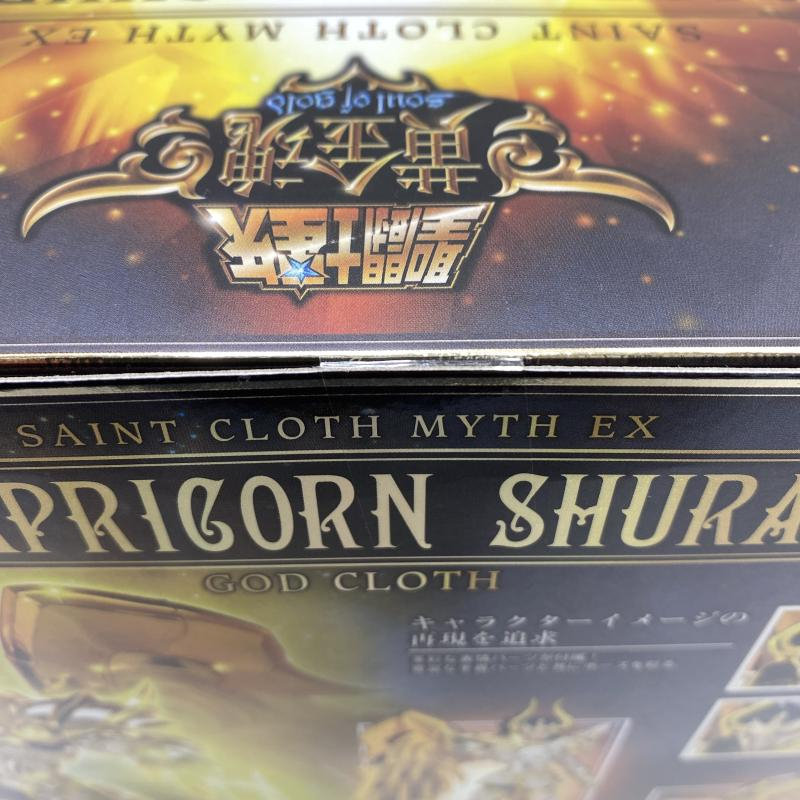 SAINT CLOTH MYTH EX
soul of gold
黄金魂
聖闘士星矢
SAINT CLOTH MYTH EX
APRICORN SHURA
GOD CLOTH
キャラクターイメージの
再現を追求